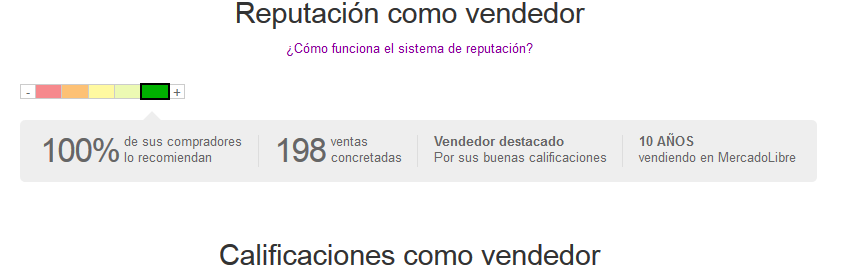 Reputación como vendedor
¿Cómo funciona el sistema de reputación?
- +
100% de sus compradores
lo recomiendan
198 ventas
concretadas
Vendedor destacado
Por sus buenas calificaciones
10 AÑOS
vendiendo en MercadoLibre
Calificaciones como vendedor